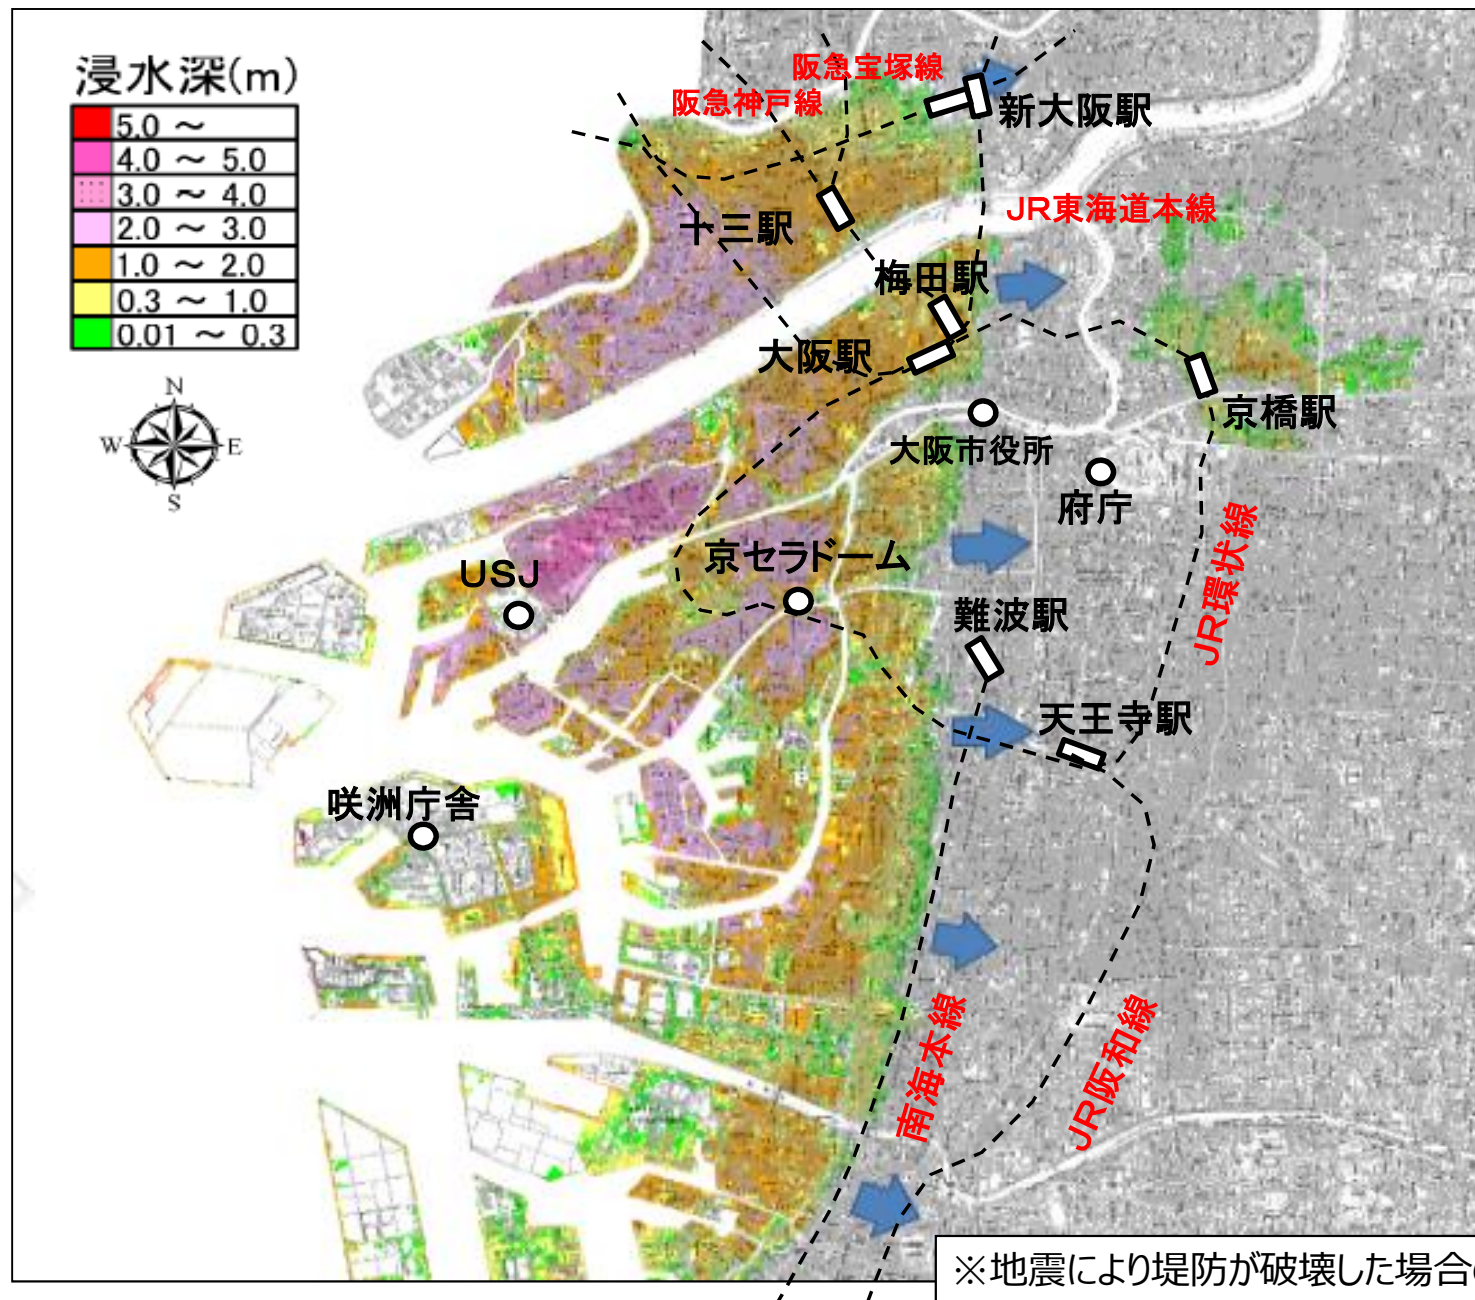 浸水深(m)
5.0 ～
4.0 ～ 5.0
3.0 ～ 4.0
2.0 ～ 3.0
1.0 ～ 2.0
0.3 ～ 1.0
0.01 ～ 0.3
N
W
E
S
阪急宝塚線
阪急神戸線
新大阪駅
十三駅
JR東海道本線
梅田駅
大阪駅
京橋駅
大阪市役所
府庁
京セラドーム
USJ
難波駅
JR環状線
天王寺駅
咲洲庁舎
南海本線
JR阪和線
※地震により堤防が破壊した場合